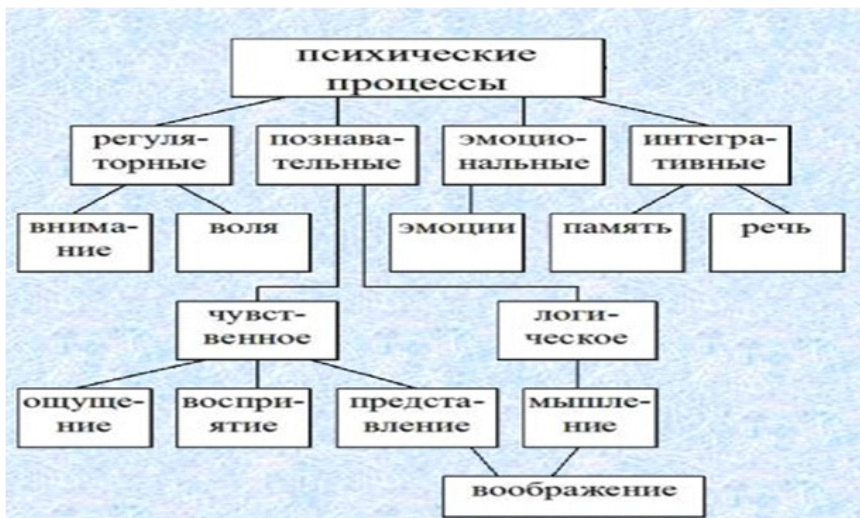 психические
процессы
регуля-
торные
познава-
тельные
эмоцио-
нальные
интегра-
тивные
внима-
ние
воля
эмоции
память
речь
чувст-
венное
логи-
ческое
ощуще-
ние
воспри-
ятие
предста-
вление
мышле-
ние
воображение